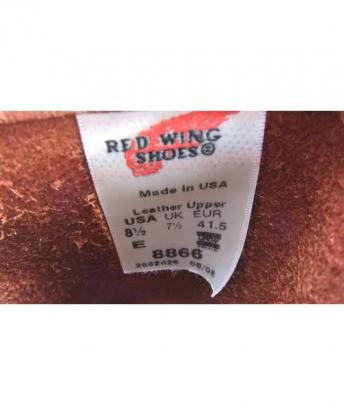 RED WING
SHOES®
Made in USA
Leather Upper
USA UK EUR
8½ 7½ 41.5
E
8866